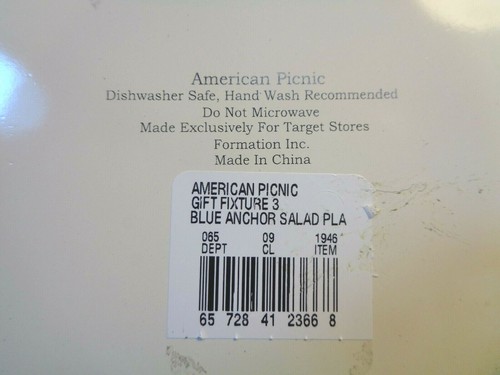 American Picnic
Dishwasher Safe, Hand Wash Recommended
Do Not Microwave
Made Exclusively For Target Stores
Formation Inc.
Made In China
AMERICAN PICNIC
GIFT FIXTURE 3
BLUE ANCHOR SALAD PLA
065 09 1946
DEPT CL ITEM
65 728 41 2366 8